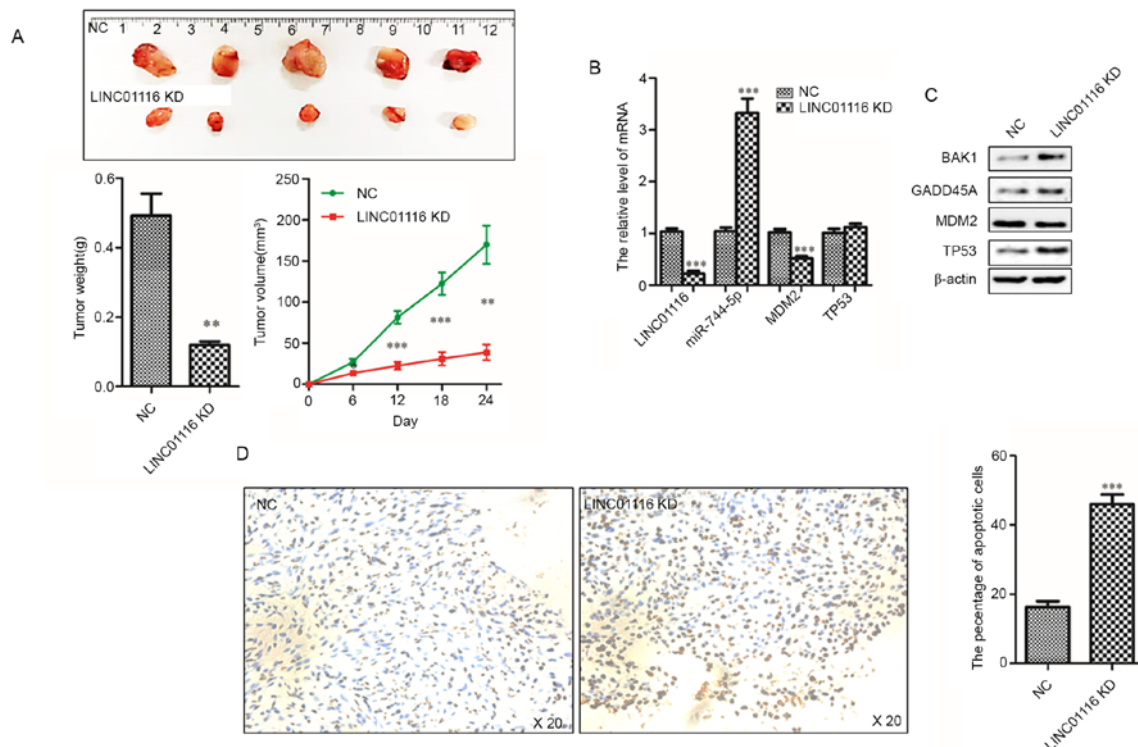 A
NC 1 2 3 4 5 6 7 8 9 10 11 12
LINC01116 KD
Tumor weight(g)
0.6
0.4
0.2
0.0
**
NC
LINC01116 KD
Tumor volume(mm³)
250
200
150
100
50
0
NC
LINC01116 KD
***
***
**
0 6 12 18 24
Day
B
The relative level of mRNA
4
3
2
1
0
NC
LINC01116 KD
***
***
***
LINC01116
miR-744-5p
MDM2
TP53
C
NC
LINC01116 KD
BAK1
GADD45A
MDM2
TP53
β-actin
D
NC
X 20
LINC01116 KD
X 20
The pecentage of apoptotic cells
60
40
20
0
***
NC
LINC01116 KD